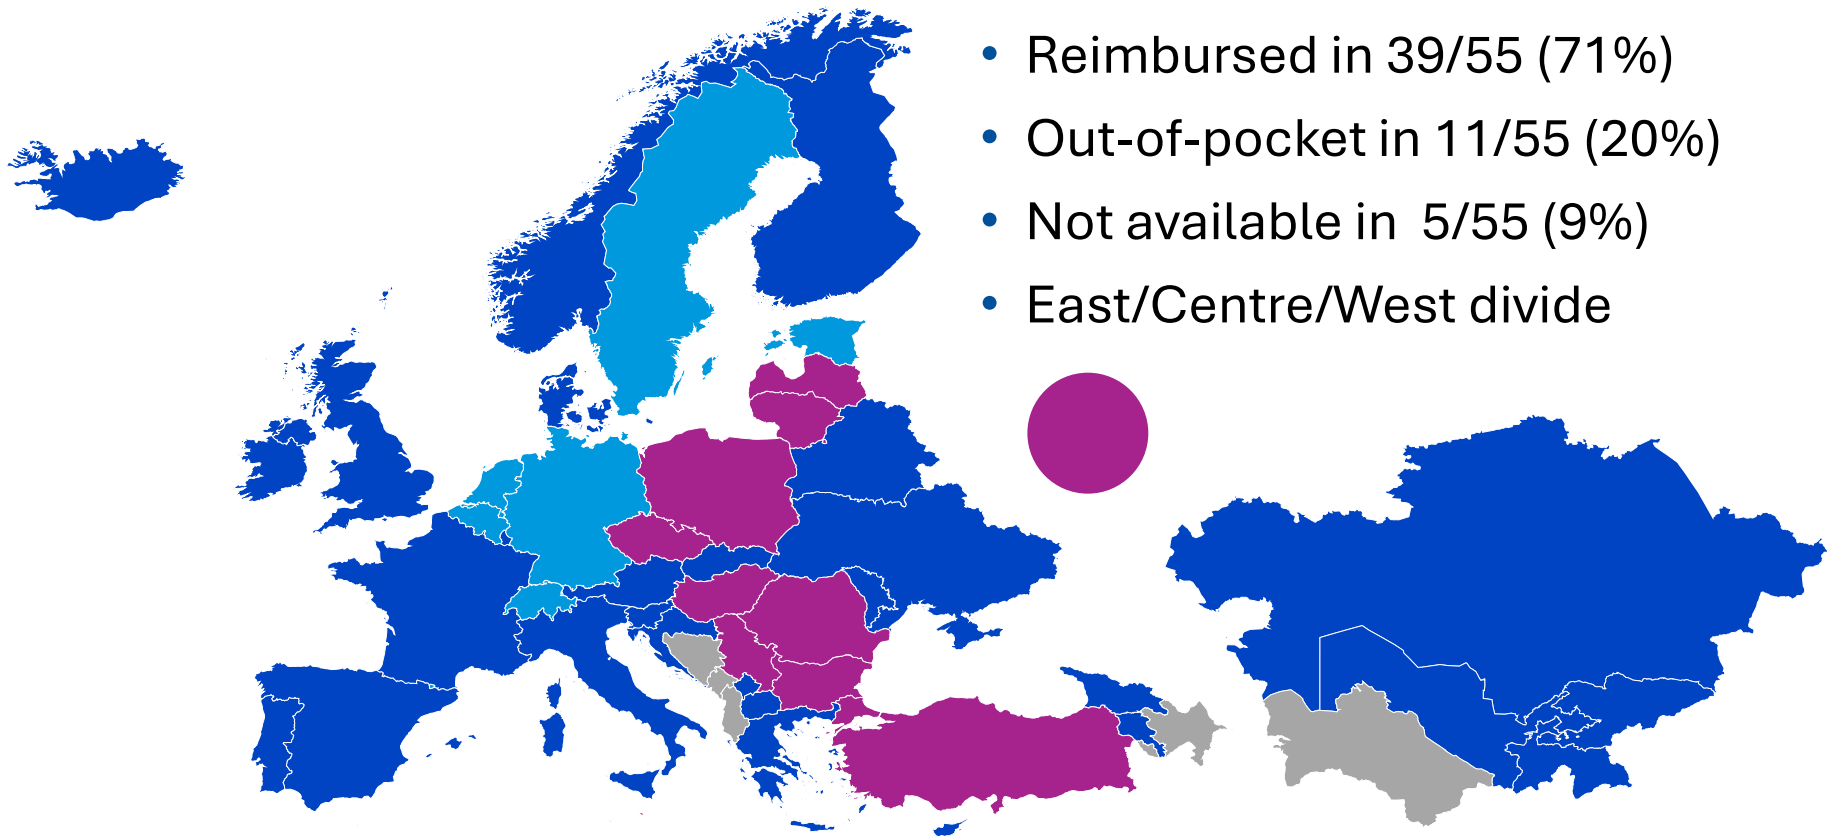 • Reimbursed in 39/55 (71%)
• Out-of-pocket in 11/55 (20%)
• Not available in  5/55 (9%)
• East/Centre/West divide